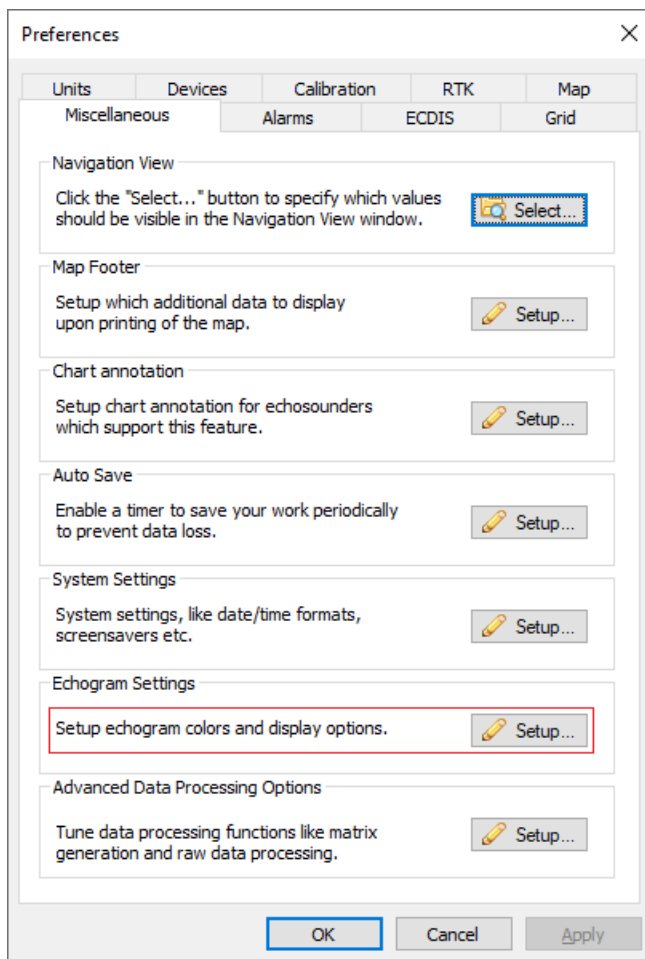 Preferences
Units Devices Calibration RTK Map
Miscellaneous Alarms ECDIS Grid
Navigation View
Click the "Select..." button to specify which values
should be visible in the Navigation View window.
Select...
Map Footer
Setup which additional data to display
upon printing of the map.
Setup...
Chart annotation
Setup chart annotation for echosounders
which support this feature.
Setup...
Auto Save
Enable a timer to save your work periodically
to prevent data loss.
Setup...
System Settings
System settings, like date/time formats,
screensavers etc.
Setup...
Echogram Settings
Setup echogram colors and display options.
Setup...
Advanced Data Processing Options
Tune data processing functions like matrix
generation and raw data processing.
Setup...
OK Cancel Apply